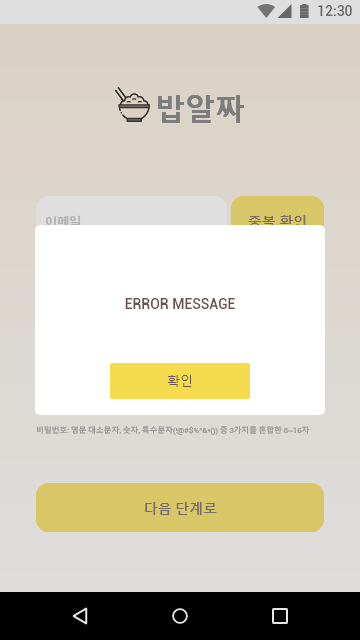 12:30
밥알짜
이메일
중복 확인
ERROR MESSAGE
확인
비밀번호: 영문 대소문자, 숫자, 특수문자(!@#$%^&*()) 중 3가지를 혼합한 8~16자
다음 단계로